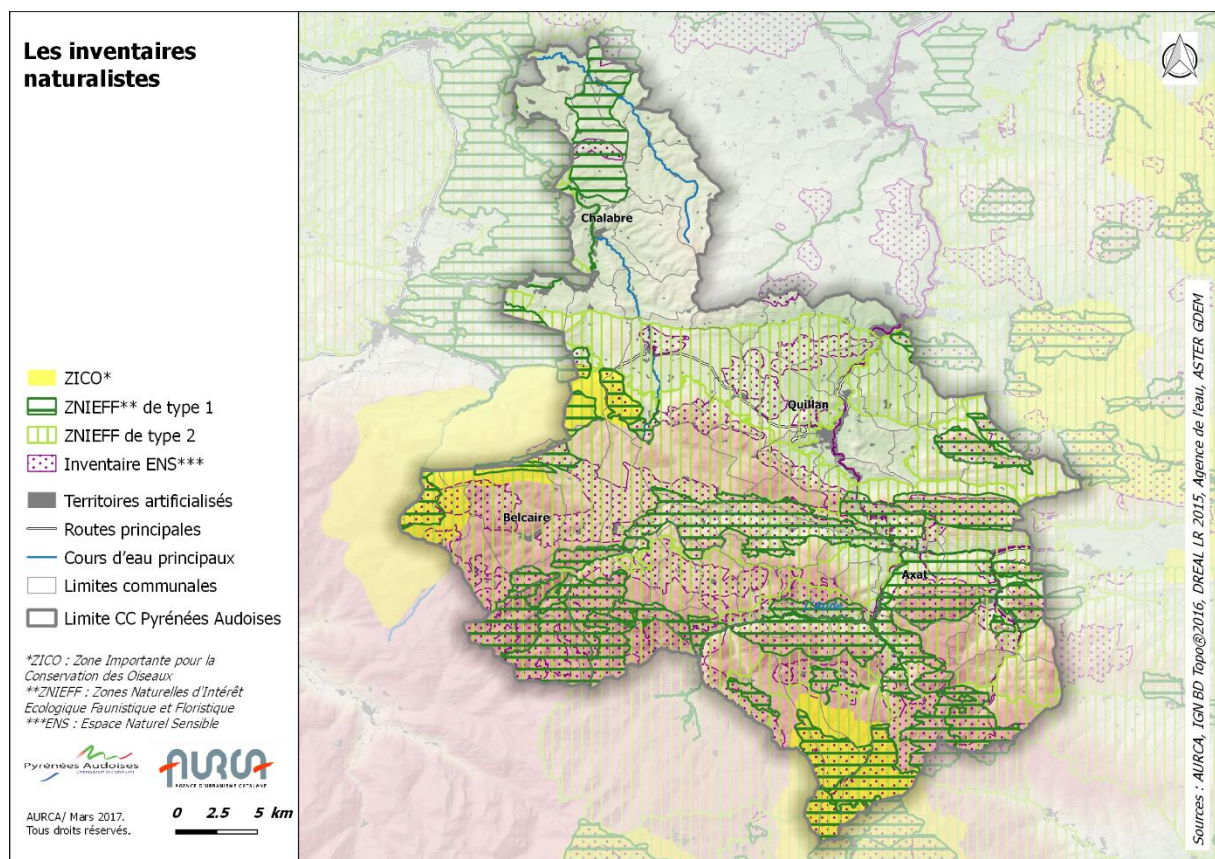 Les inventaires
naturalistes
ZICO*
ZNIEFF** de type 1
ZNIEFF de type 2
Inventaire ENS***
Territoires artificialisés
Routes principales
Cours d'eau principaux
Limites communales
Limite CC Pyrénées Audoises
*ZICO : Zone Importante pour la
Conservation des Oiseaux
**ZNIEFF : Zones Naturelles d'Intérêt
Ecologique Faunistique et Floristique
***ENS : Espace Naturel Sensible
Pyrénées Audoises
AURCA
AGENCE D'URBANISME CATALANE
AURCA/ Mars 2017.
Tous droits réservés.
0 2.5 5 km
Chalabre
Quillan
Belcaire
Axat
L'Aude
Sources : AURCA, IGN BD Topo®2016, DREAL LR 2015, Agence de l'eau, ASTER GDEM